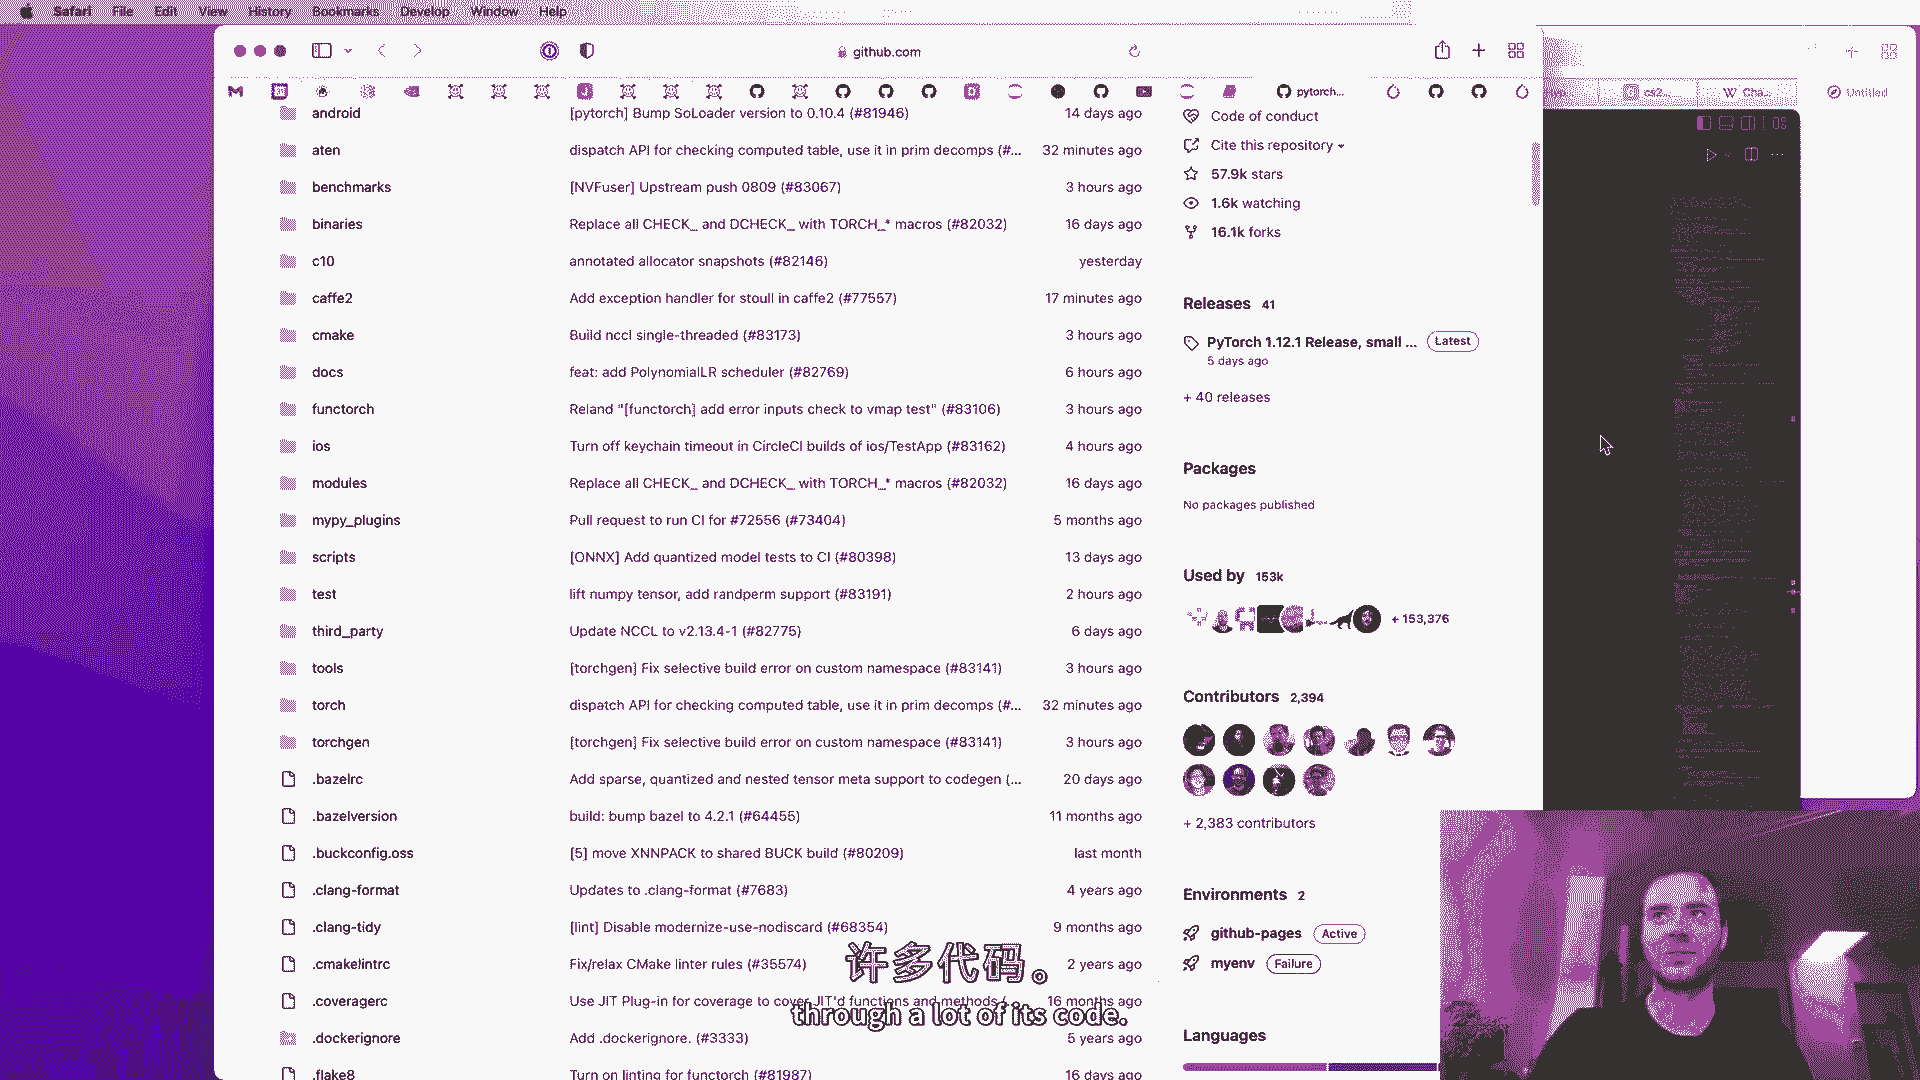 Safari File Edit View History Bookmarks Develop Window Help
github.com
pytorch...
cs2...
Cha...
Untitled
android [pytorch] Bump SoLoader version to 0.10.4 (#81946) 14 days ago
aten dispatch API for checking computed table, use it in prim decomps (#... 32 minutes ago
benchmarks [NVFuser] Upstream push 0809 (#83067) 3 hours ago
binaries Replace all CHECK_ and DCHECK_ with TORCH_* macros (#82032) 16 days ago
c10 annotated allocator snapshots (#82146) yesterday
caffe2 Add exception handler for stoull in caffe2 (#77557) 17 minutes ago
cmake Build nccl single-threaded (#83173) 3 hours ago
docs feat: add PolynomialLR scheduler (#82769) 6 hours ago
functorch Reland "[functorch] add error inputs check to vmap test" (#83106) 3 hours ago
ios Turn off keychain timeout in CircleCI builds of ios/TestApp (#83162) 4 hours ago
modules Replace all CHECK_ and DCHECK_ with TORCH_* macros (#82032) 16 days ago
mypy_plugins Pull request to run CI for #72556 (#73404) 5 months ago
scripts [ONNX] Add quantized model tests to CI (#80398) 13 days ago
test lift numpy tensor, add randperm support (#83191) 2 hours ago
third_party Update NCCL to v2.13.4-1 (#82775) 6 days ago
tools [torchgen] Fix selective build error on custom namespace (#83141) 3 hours ago
torch dispatch API for checking computed table, use it in prim decomps (#... 32 minutes ago
torchgen [torchgen] Fix selective build error on custom namespace (#83141) 3 hours ago
.bazelrc Add sparse, quantized and nested tensor meta support to codegen (... 20 days ago
.bazelversion build: bump bazel to 4.2.1 (#64455) 11 months ago
.buckconfig.oss [5] move XNNPACK to shared BUCK build (#80209) last month
.clang-format Updates to .clang-format (#7683) 4 years ago
.clang-tidy [lint] Disable modernize-use-nodiscard (#68354) 9 months ago
.cmakelintrc Fix/relax CMake linter rules (#35574) 2 years ago
.coveragerc Use JIT Plug-in for coverage to cover JIT'd functions and methods (... 16 months ago
.dockerignore Add .dockerignore. (#3333) 5 years ago
.flake8 Turn on linting for functorch (#81987) 16 days ago
Code of conduct
Cite this repository
57.9k stars
1.6k watching
16.1k forks
Releases 41
PyTorch 1.12.1 Release, small ... Latest
5 days ago
+ 40 releases
Packages
No packages published
Used by 153k
+ 153,376
Contributors 2,394
+ 2,383 contributors
Environments 2
github-pages Active
myenv Failure
Languages
许多代码。
through a lot of its code.